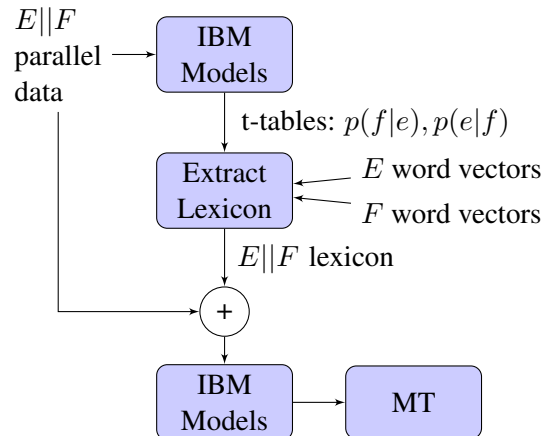 E||F
parallel
data
IBM
Models
t-tables: p(f|e), p(e|f)
Extract
Lexicon
E word vectors
F word vectors
E||F lexicon
+
IBM
Models
MT